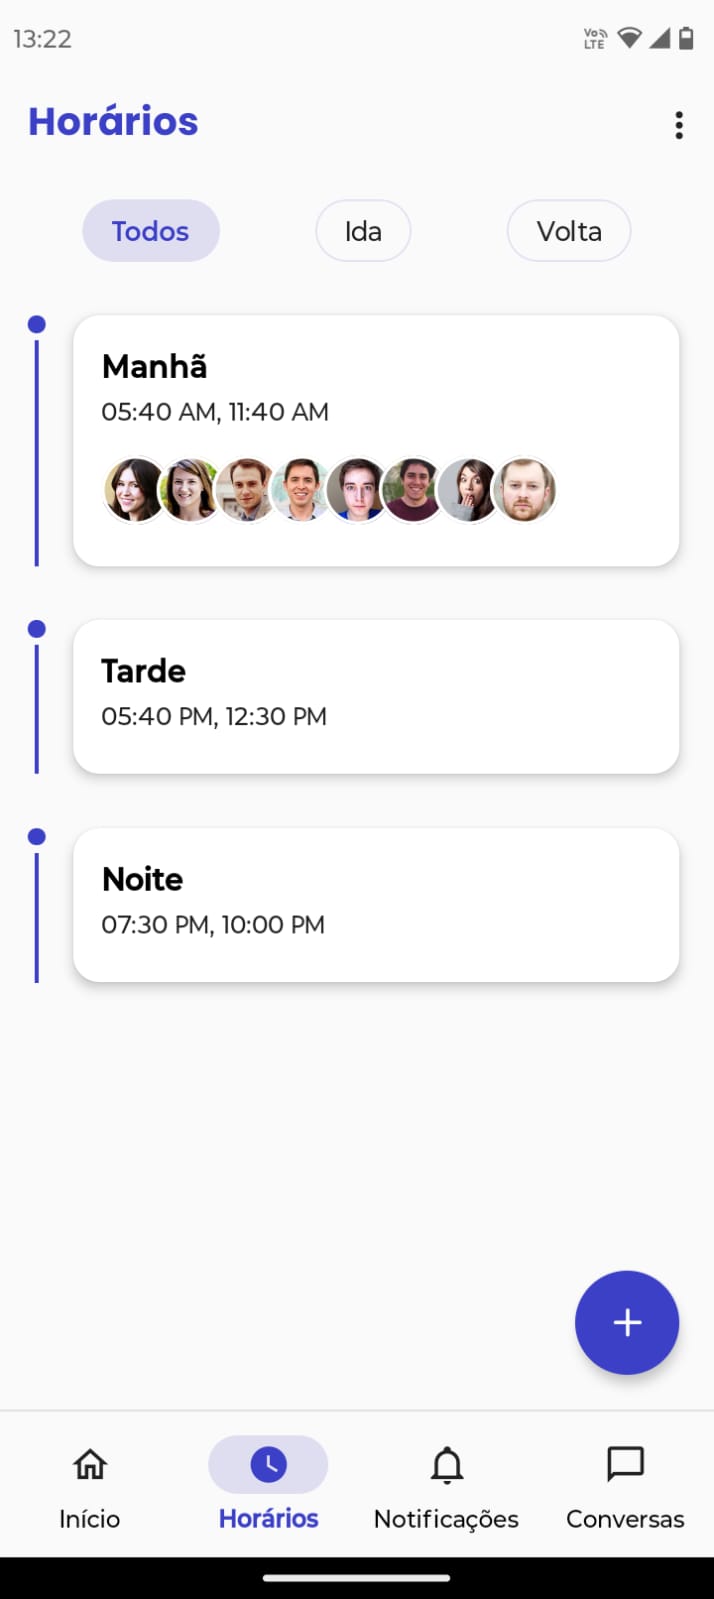 13:22
Vo LTE
Horários
Todos Ida Volta
Manhã
05:40 AM, 11:40 AM
Tarde
05:40 PM, 12:30 PM
Noite
07:30 PM, 10:00 PM
Início Horários Notificações Conversas